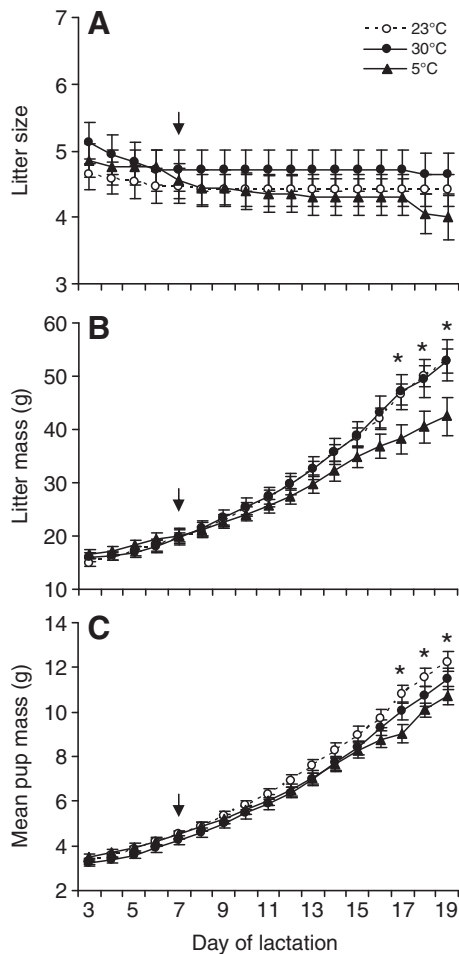 A
23°C
30°C
5°C
Litter size
7
6
5
4
3
B
Litter mass (g)
60
50
40
30
20
10
* * *
C
Mean pup mass (g)
14
12
10
8
6
4
2
* * *
3 5 7 9 11 13 15 17 19
Day of lactation